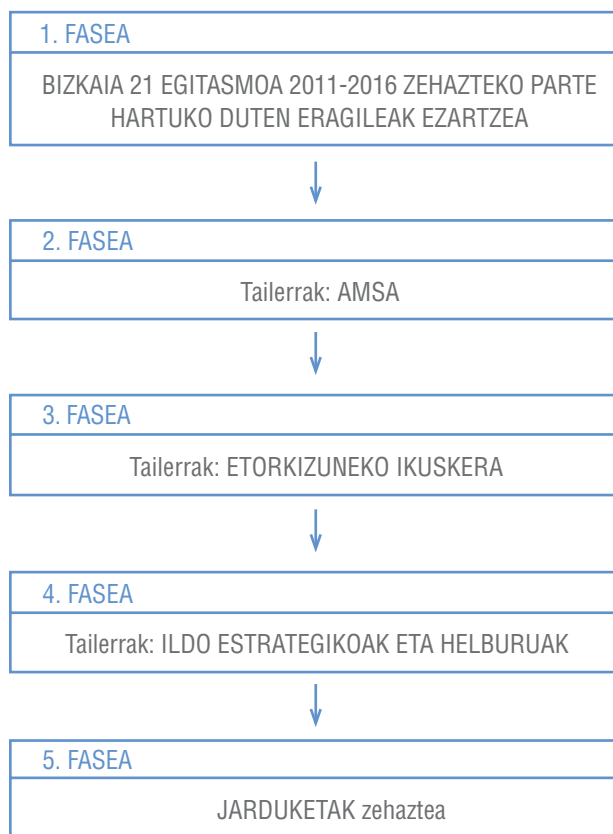 1. FASEA
BIZKAIA 21 EGITASMOA 2011-2016 ZEHAZTEKO PARTE
HARTUKO DUTEN ERAGILEAK EZARTZEA
2. FASEA
Tailerrak: AMSA
3. FASEA
Tailerrak: ETORKIZUNEKO IKUSKERA
4. FASEA
Tailerrak: ILDO ESTRATEGIKOAK ETA HELBURUAK
5. FASEA
JARDUKETAK zehaztea